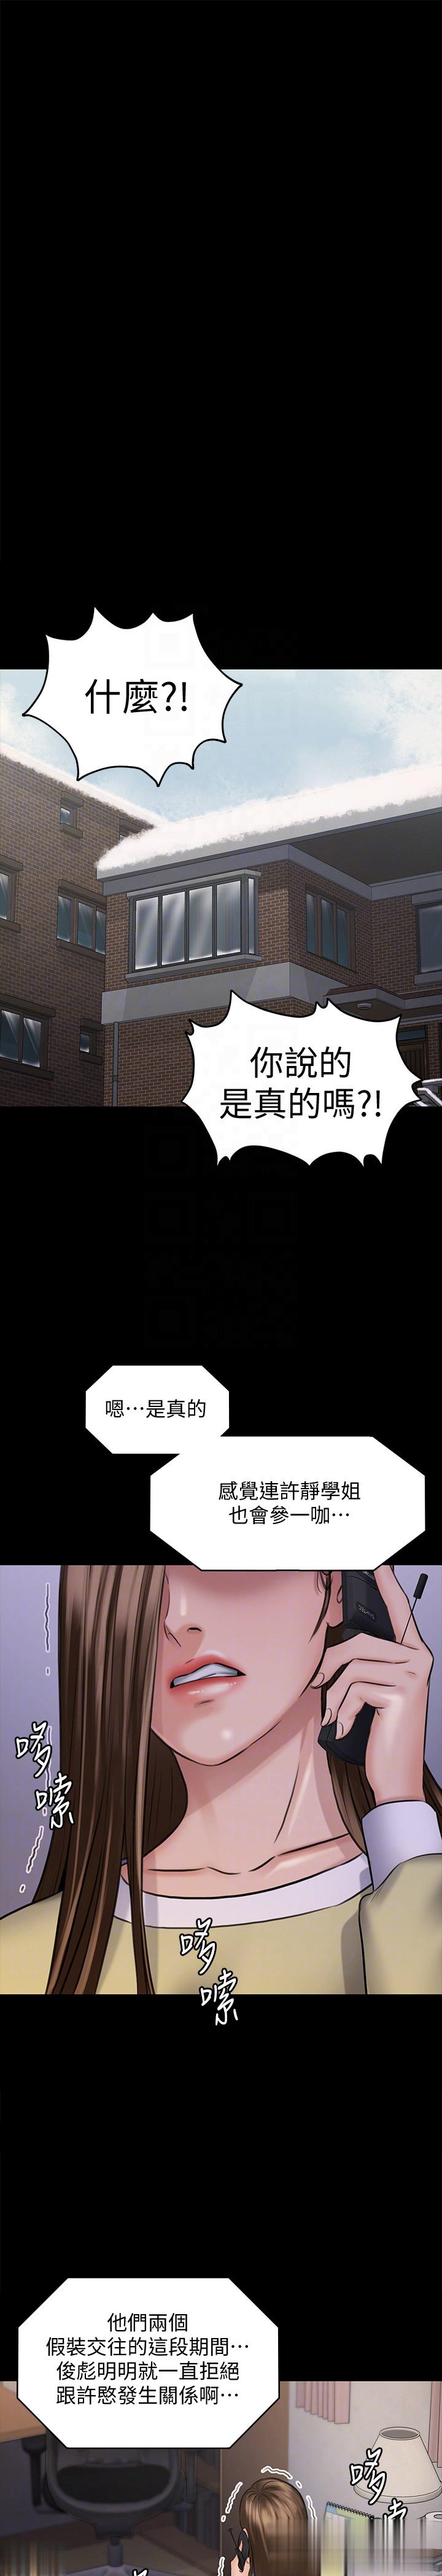 什麼?!
你說的
是真的嗎?!
嗯…是真的
感覺連許靜學姐
也會參一咖…
哆
嗦
哆
嗦
他們兩個
假裝交往的這段期間…
俊彪明明就一直拒絕
跟許愍發生關係啊…
哆